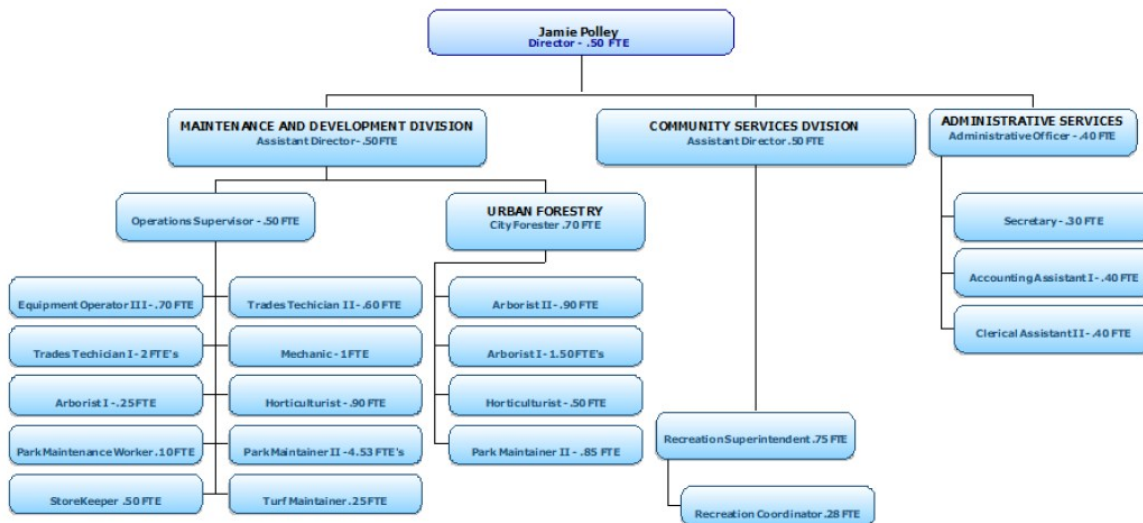 Jamie Polley
Director - .50 FTE
MAINTENANCE AND DEVELOPMENT DIVISION
Assistant Director - .50 FTE
COMMUNITY SERVICES DVISION
Assistant Director .50 FTE
ADMINISTRATIVE SERVICES
Administrative Officer - .40 FTE
Operations Supervisor - .50 FTE
URBAN FORESTRY
City Forester .70 FTE
Secretary - .30 FTE
Accounting Assistant I - .40 FTE
Clerical Assistant II - .40 FTE
Equipment Operator III - .70 FTE
Trades Techician II - .60 FTE
Arborist II - .90 FTE
Trades Techician I - 2 FTE's
Mechanic - 1 FTE
Arborist I - 1.50 FTE's
Arborist I - .25 FTE
Horticulturist - .90 FTE
Horticulturist - .50 FTE
Park Maintenance Worker .10 FTE
Park Maintainer II - 4.53 FTE's
Park Maintainer II - .85 FTE
Recreation Superintendent .75 FTE
StoreKeeper .50 FTE
Turf Maintainer .25 FTE
Recreation Coordinator .28 FTE